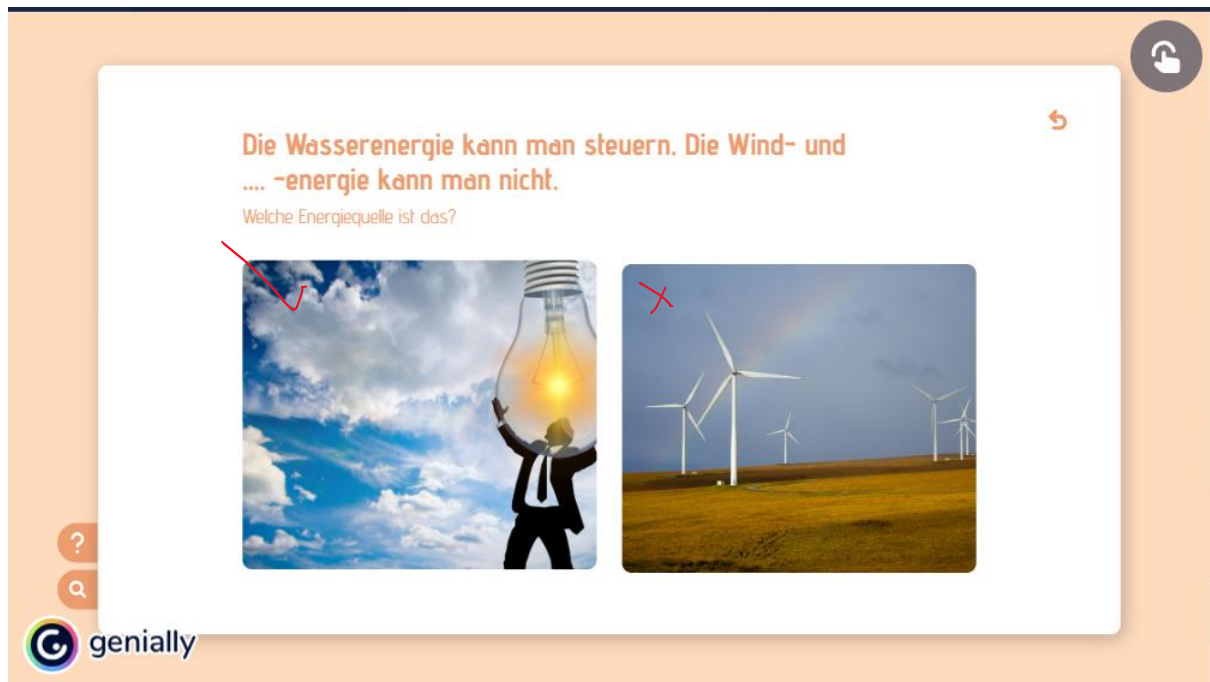 Die Wasserenergie kann man steuern. Die Wind- und
.... -energie kann man nicht.
Welche Energiequelle ist das?
?
genially